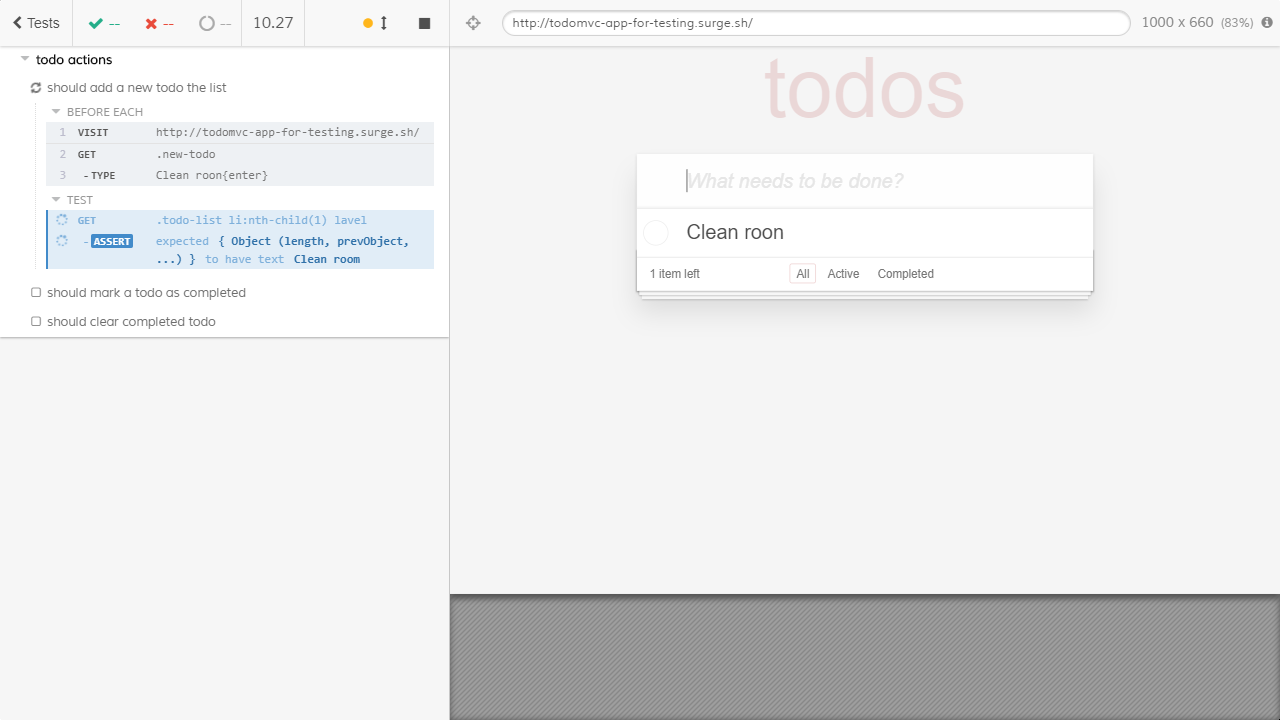 Tests -- -- -- 10.27
http://todomvc-app-for-testing.surge.sh/ 1000 x 660 (83%)
todo actions
should add a new todo the list
BEFORE EACH
1 VISIT http://todomvc-app-for-testing.surge.sh/
2 GET .new-todo
3 -TYPE Clean roon{enter}
TEST
GET .todo-list li:nth-child(1) lavel
-ASSERT expected { Object (length, prevObject,
...) } to have text Clean room
should mark a todo as completed
should clear completed todo
todos
What needs to be done?
Clean roon
1 item left All Active Completed